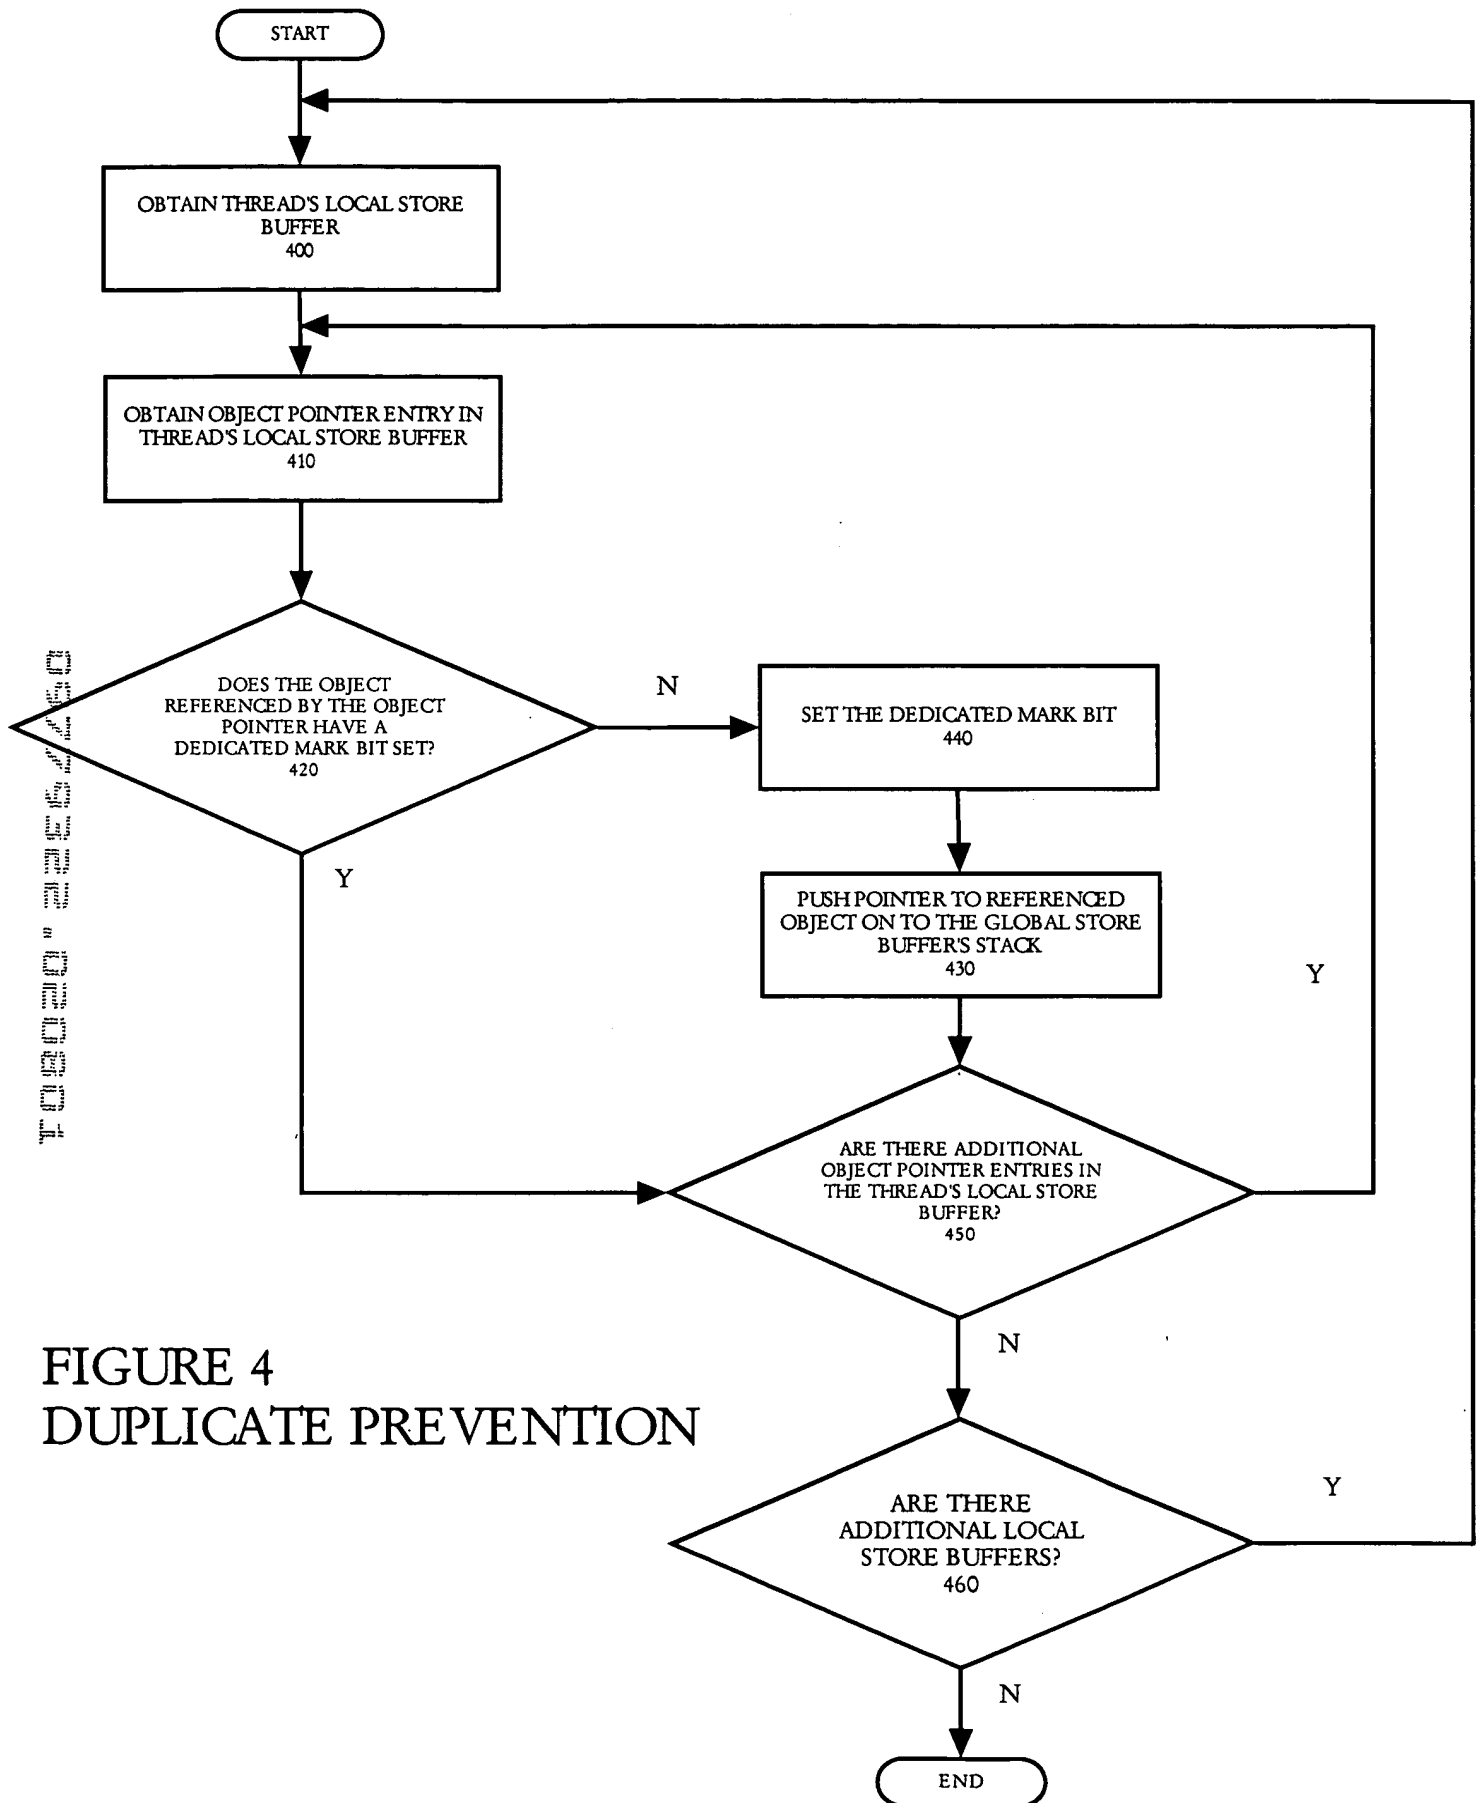 START
OBTAIN THREAD'S LOCAL STORE
BUFFER
400
OBTAIN OBJECT POINTER ENTRY IN
THREAD'S LOCAL STORE BUFFER
410
DOES THE OBJECT
REFERENCED BY THE OBJECT
POINTER HAVE A
DEDICATED MARK BIT SET?
420
N
SET THE DEDICATED MARK BIT
440
Y
PUSH POINTER TO REFERENCED
OBJECT ON TO THE GLOBAL STORE
BUFFER'S STACK
430
Y
ARE THERE ADDITIONAL
OBJECT POINTER ENTRIES IN
THE THREAD'S LOCAL STORE
BUFFER?
450
N
FIGURE 4
DUPLICATE PREVENTION
ARE THERE
ADDITIONAL LOCAL
STORE BUFFERS?
460
Y
N
END